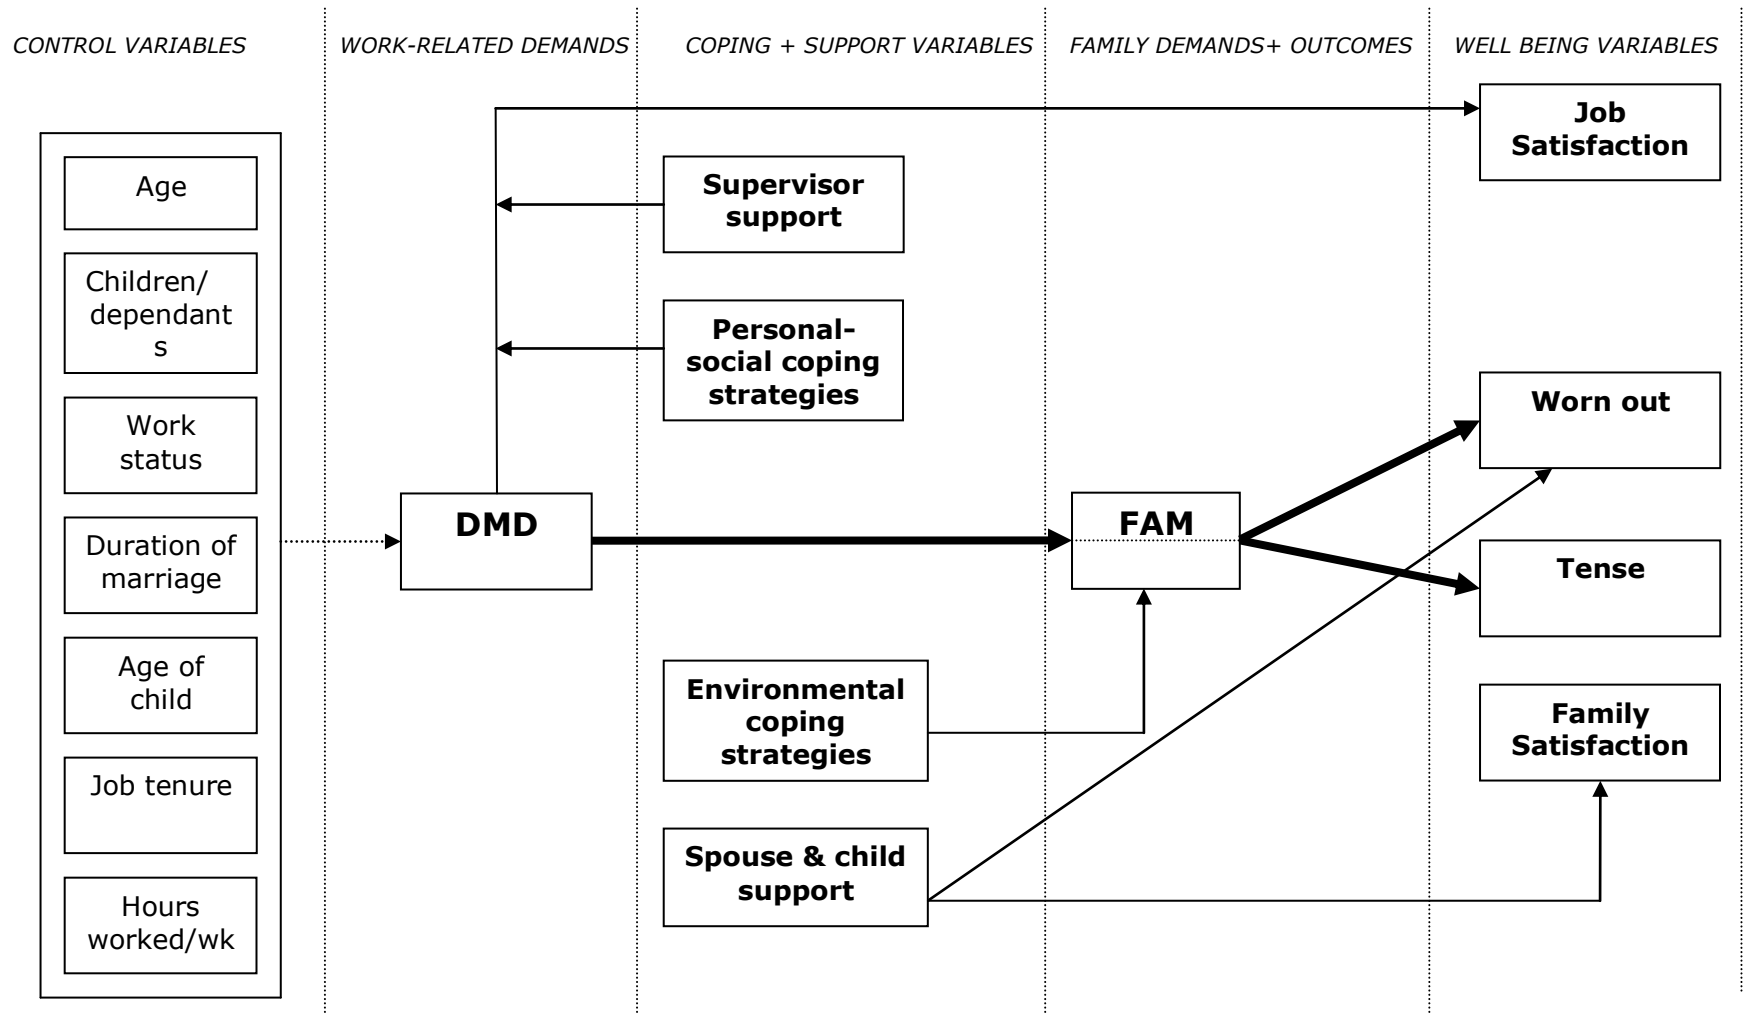 CONTROL VARIABLES
WORK-RELATED DEMANDS
COPING + SUPPORT VARIABLES
FAMILY DEMANDS+ OUTCOMES
WELL BEING VARIABLES
Age
Children/
dependant
s
Work
status
Duration of
marriage
Age of
child
Job tenure
Hours
worked/wk
DMD
Supervisor
support
Personal-
social coping
strategies
Environmental
coping
strategies
Spouse & child
support
FAM
Job
Satisfaction
Worn out
Tense
Family
Satisfaction